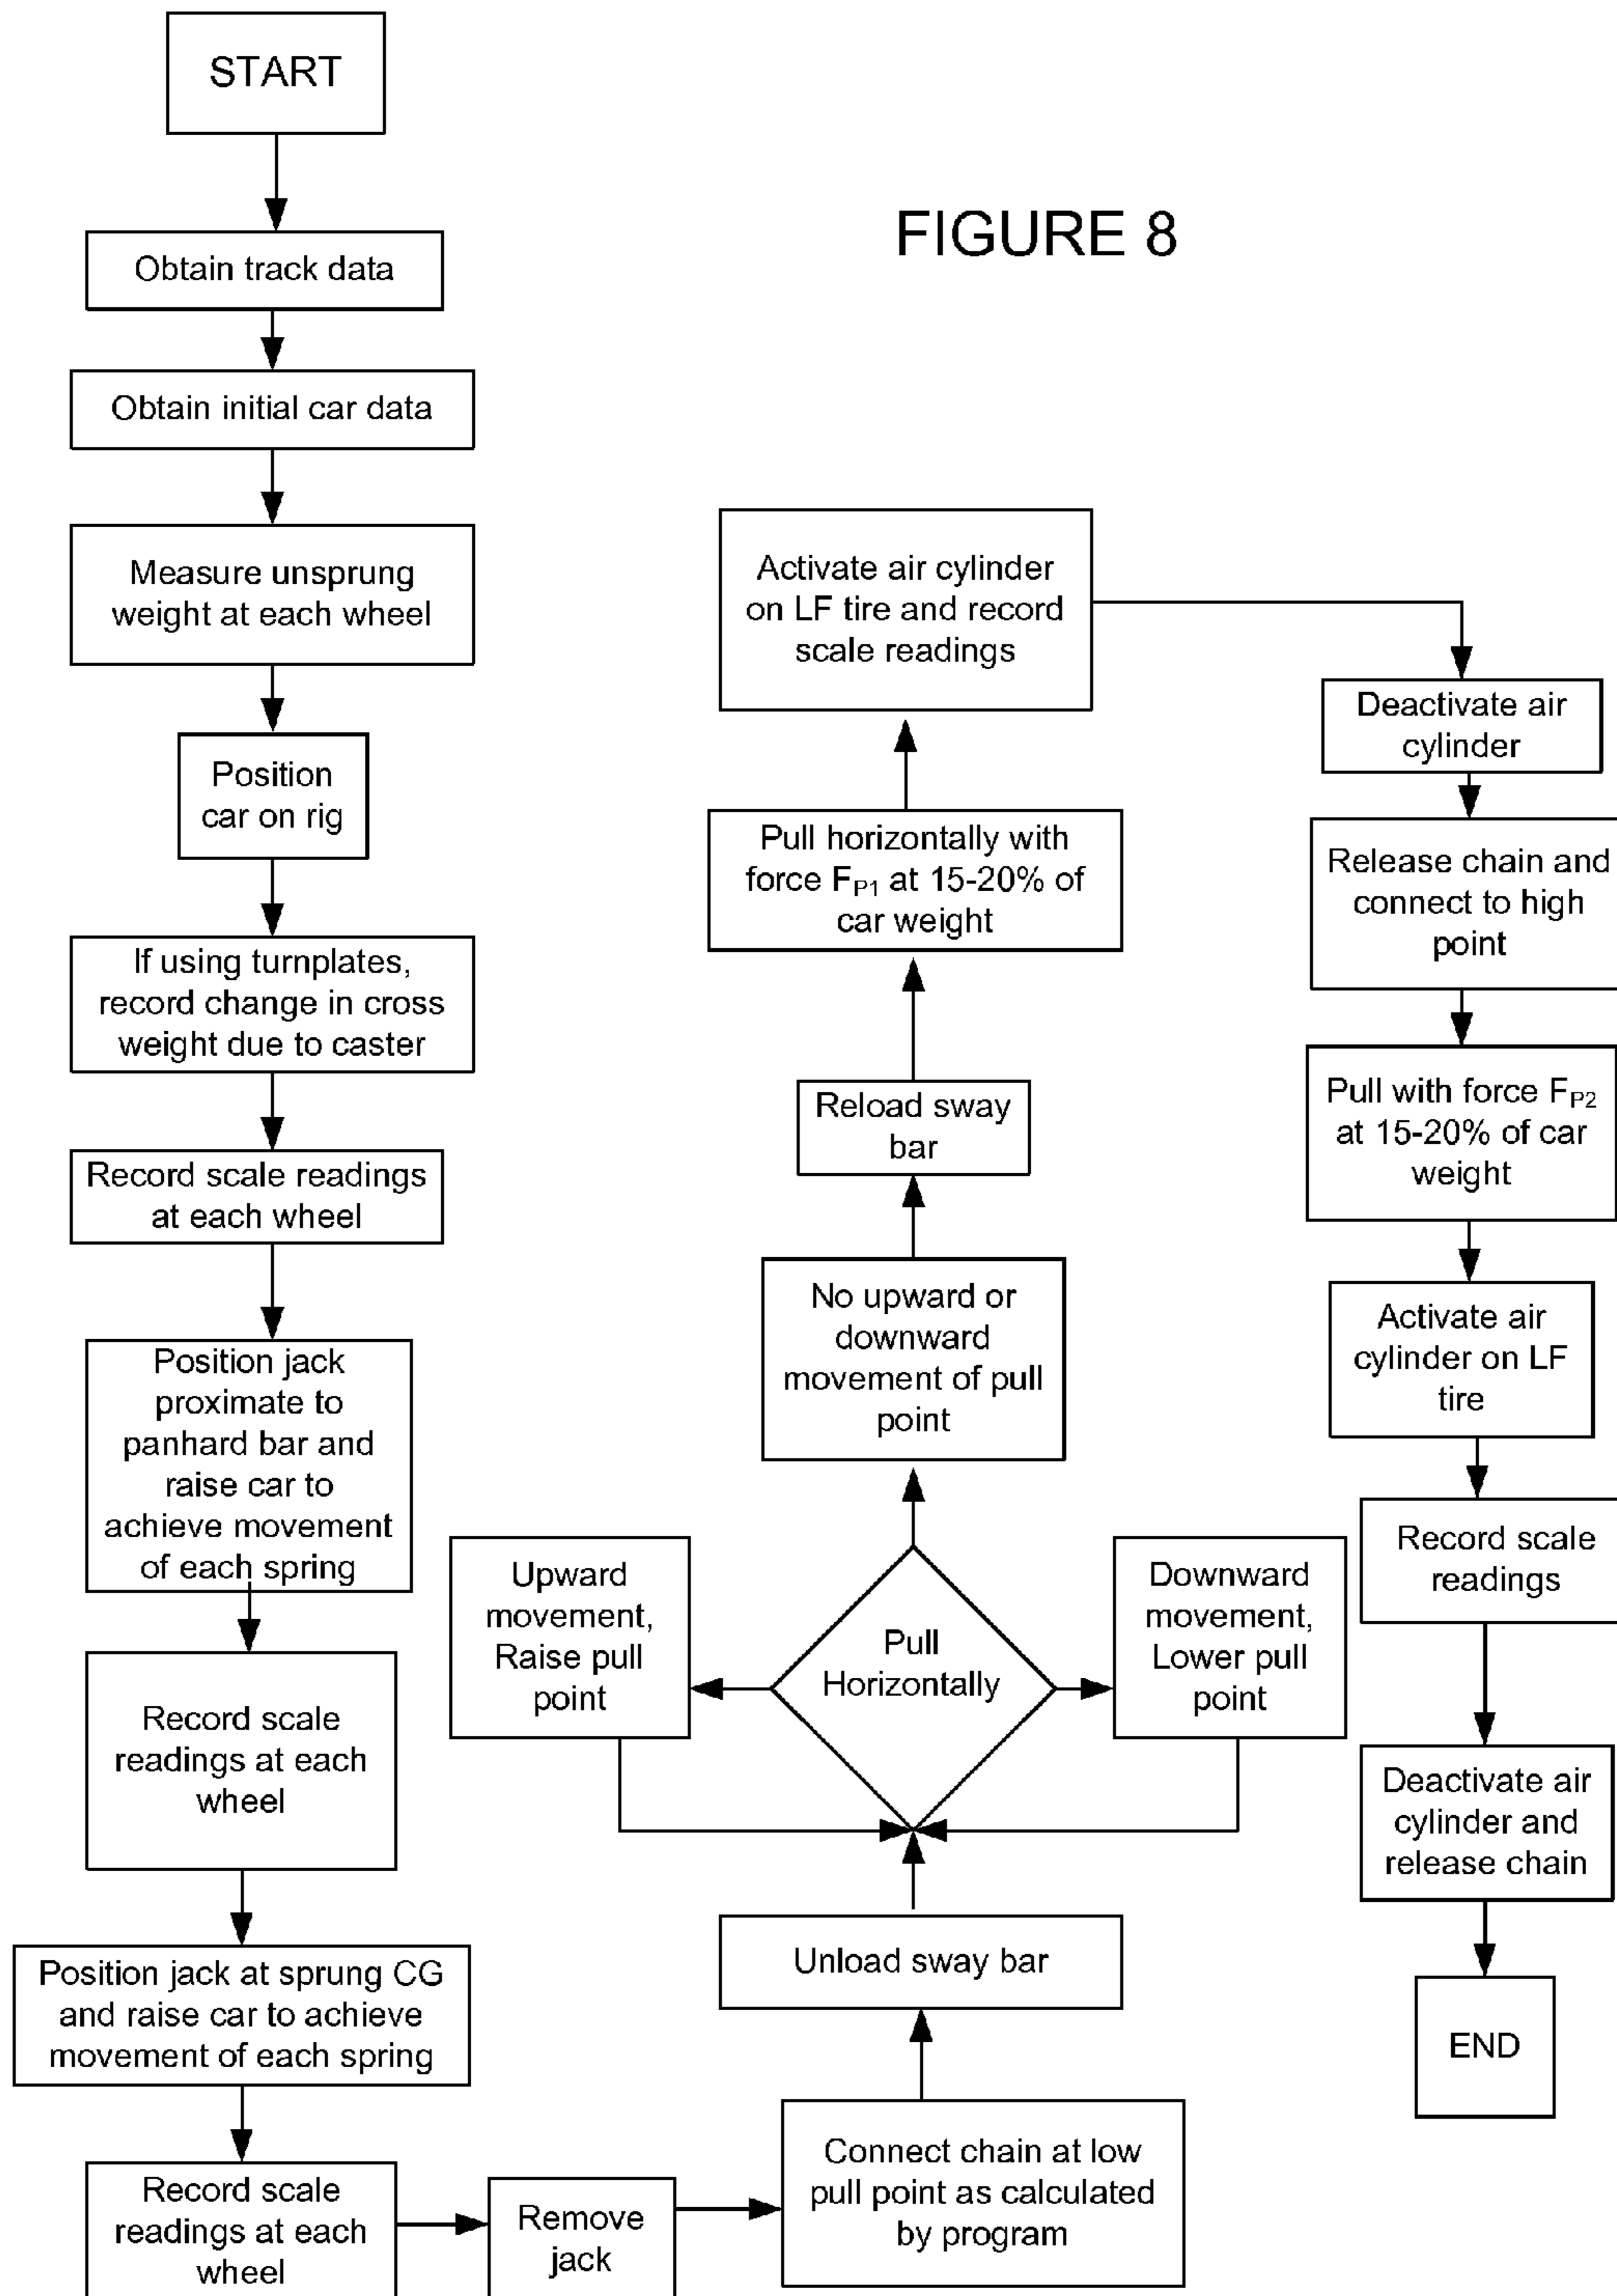 START
FIGURE 8
Obtain track data
Obtain initial car data
Measure unsprung
weight at each wheel
Position
car on rig
If using turnplates,
record change in cross
weight due to caster
Record scale readings
at each wheel
Position jack
proximate to
panhard bar and
raise car to
achieve movement
of each spring
Record scale
readings at each
wheel
Position jack at sprung CG
and raise car to achieve
movement of each spring
Record scale
readings at each
wheel
Remove
jack
Connect chain at low
pull point as calculated
by program
Unload sway bar
Pull
Horizontally
Upward
movement,
Raise pull
point
Downward
movement,
Lower pull
point
No upward or
downward
movement of pull
point
Reload sway
bar
Pull horizontally with
force FP1 at 15-20% of
car weight
Activate air cylinder
on LF tire and record
scale readings
Deactivate air
cylinder
Release chain and
connect to high
point
Pull with force FP2
at 15-20% of car
weight
Activate air
cylinder on LF
tire
Record scale
readings
Deactivate air
cylinder and
release chain
END